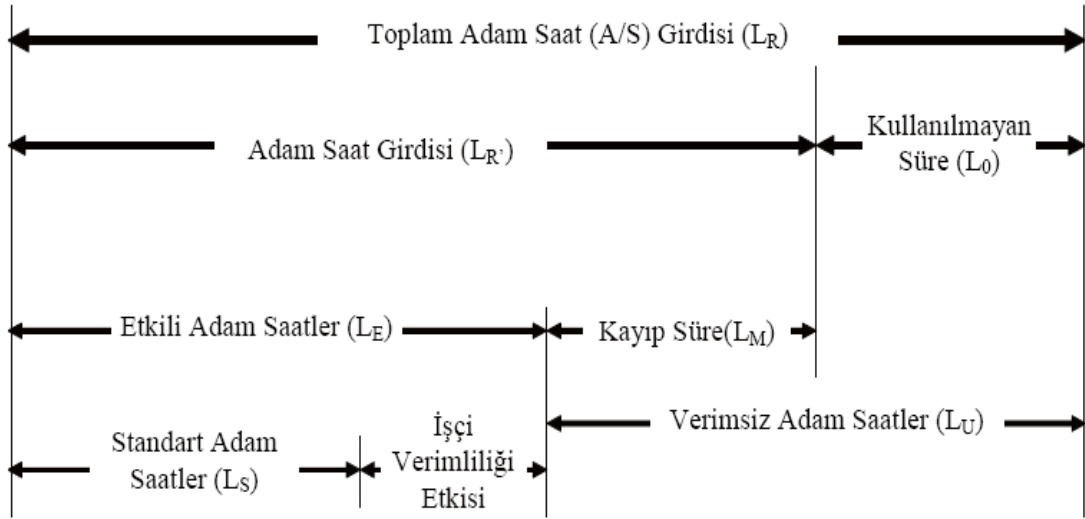 Toplam Adam Saat (A/S) Girdisi (L_R)
Adam Saat Girdisi (L_R')
Kullanılmayan
Süre (L_0)
Etkili Adam Saatler (L_E)
Kayıp Süre(L_M)
Verimsiz Adam Saatler (L_U)
Standart Adam
Saatler (L_S)
İşçi
Verimliliği
Etkisi